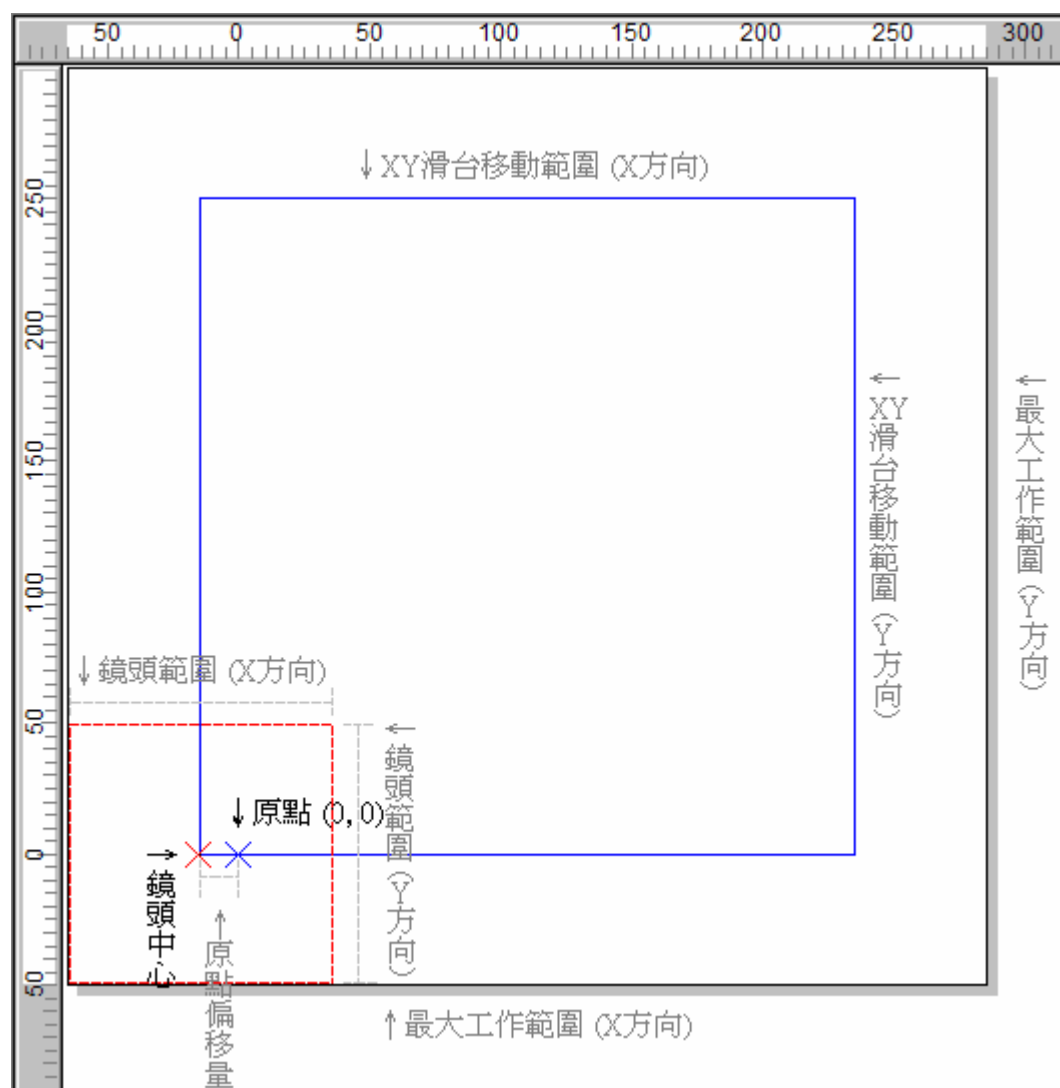 50 0 50 100 150 200 250 300
↓XY滑台移動範圍 (X方向)
250
200
150
100
50
0
50
←XY滑台移動範圍 (Y方向)
←最大工作範圍 (Y方向)
↓鏡頭範圍 (X方向)
←鏡頭範圍 (Y方向)
↓原點 (0, 0)
→鏡頭中心
↑原點偏移量
↑最大工作範圍 (X方向)